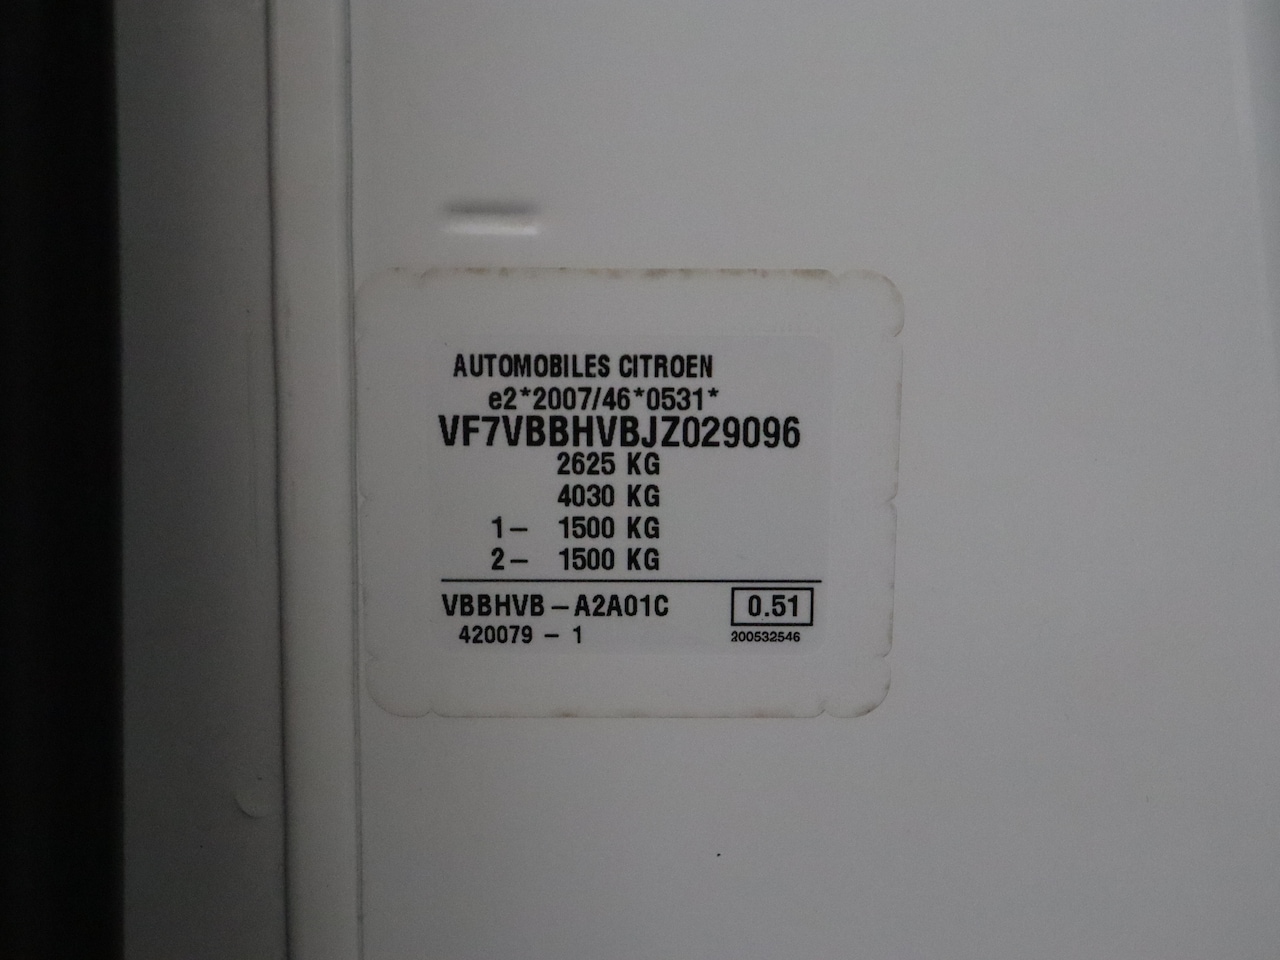 AUTOMOBILES CITROEN
e2*2007/46*0531*
VF7VBBHVBJZ029096
2625 KG
4030 KG
1- 1500 KG
2- 1500 KG
VBBHVB-A2A01C 0.51
420079 - 1 200532546